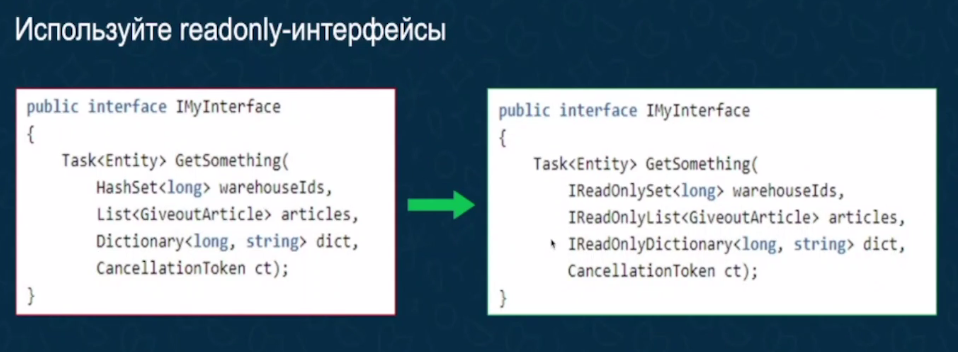 Используйте readonly-интерфейсы
public interface IMyInterface
{
Task<Entity> GetSomething(
HashSet<long> warehouseIds,
List<GiveoutArticle> articles,
Dictionary<long, string> dict,
CancellationToken ct);
}
public interface IMyInterface
{
Task<Entity> GetSomething(
IReadOnlySet<long> warehouseIds,
IReadOnlyList<GiveoutArticle> articles,
IReadOnlyDictionary<long, string> dict,
CancellationToken ct);
}